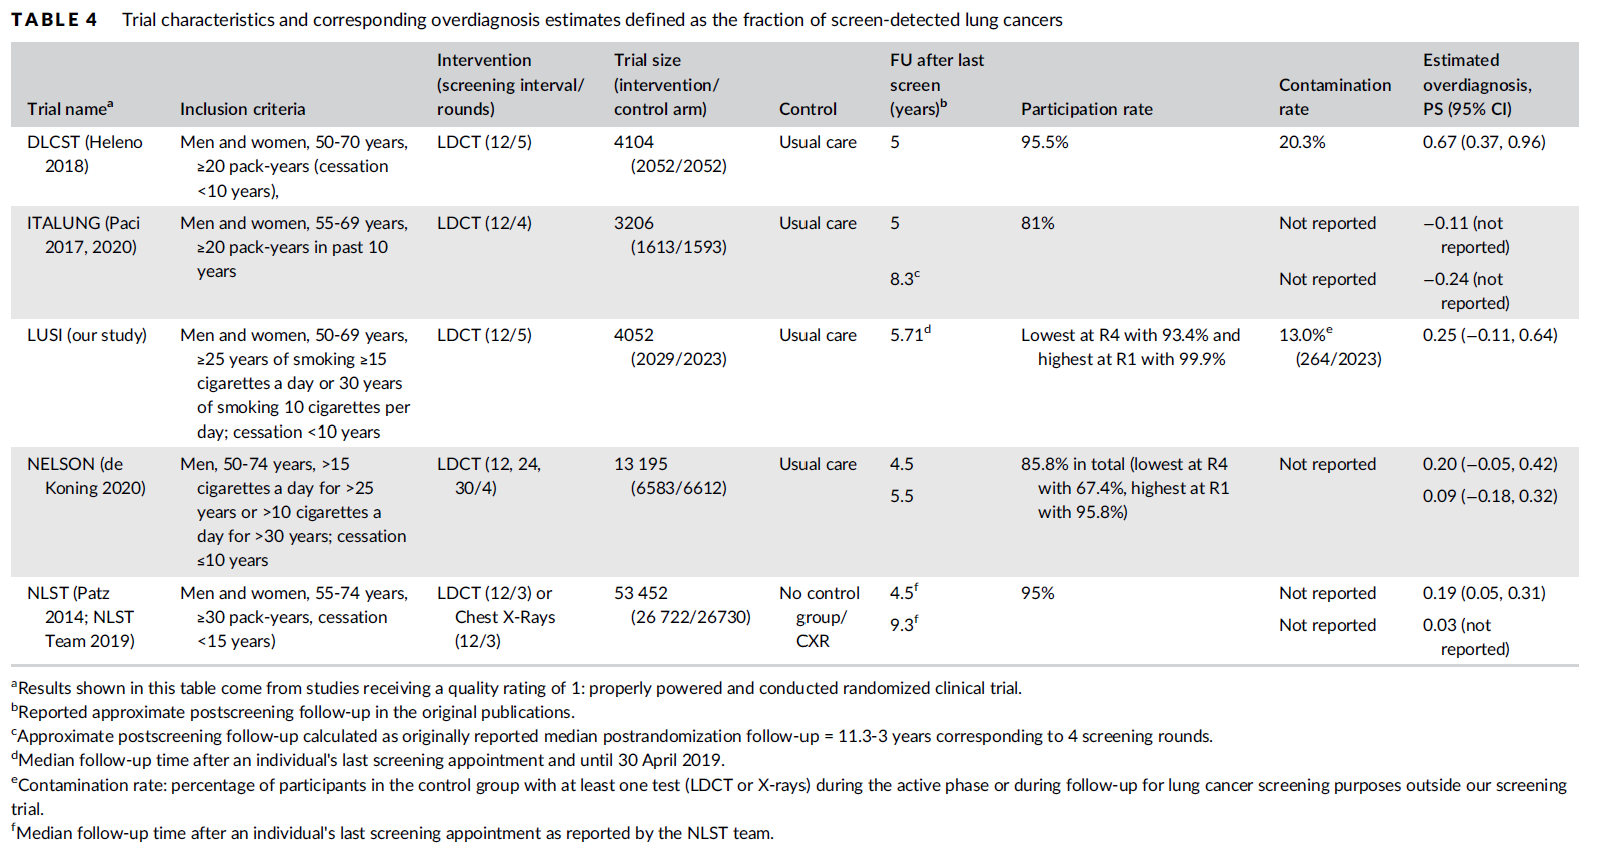 TABLE 4 Trial characteristics and corresponding overdiagnosis estimates defined as the fraction of screen-detected lung cancers
Trial nameᵃ
Inclusion criteria
Intervention
(screening interval/
rounds)
Trial size
(intervention/
control arm)
Control
FU after last
screen
(years)ᵇ
Participation rate
Contamination
rate
Estimated
overdiagnosis,
PS (95% CI)
DLCST (Heleno
2018)
Men and women, 50-70 years,
≥20 pack-years (cessation
<10 years),
LDCT (12/5)
4104
(2052/2052)
Usual care
5
95.5%
20.3%
0.67 (0.37, 0.96)
ITALUNG (Paci
2017, 2020)
Men and women, 55-69 years,
≥20 pack-years in past 10
years
LDCT (12/4)
3206
(1613/1593)
Usual care
5
81%
Not reported
−0.11 (not
reported)
8.3ᶜ
Not reported
−0.24 (not
reported)
LUSI (our study)
Men and women, 50-69 years,
≥25 years of smoking ≥15
cigarettes a day or 30 years
of smoking 10 cigarettes per
day; cessation <10 years
LDCT (12/5)
4052
(2029/2023)
Usual care
5.71ᵈ
Lowest at R4 with 93.4% and
highest at R1 with 99.9%
13.0%ᵉ
(264/2023)
0.25 (−0.11, 0.64)
NELSON (de
Koning 2020)
Men, 50-74 years, >15
cigarettes a day for >25
years or >10 cigarettes a
day for >30 years; cessation
≤10 years
LDCT (12, 24,
30/4)
13 195
(6583/6612)
Usual care
4.5
5.5
85.8% in total (lowest at R4
with 67.4%, highest at R1
with 95.8%)
Not reported
0.20 (−0.05, 0.42)
0.09 (−0.18, 0.32)
NLST (Patz
2014; NLST
Team 2019)
Men and women, 55-74 years,
≥30 pack-years, cessation
<15 years)
LDCT (12/3) or
Chest X-Rays
(12/3)
53 452
(26 722/26730)
No control
group/
CXR
4.5ᶠ
95%
Not reported
0.19 (0.05, 0.31)
9.3ᶠ
Not reported
0.03 (not
reported)
ᵃResults shown in this table come from studies receiving a quality rating of 1: properly powered and conducted randomized clinical trial.
ᵇReported approximate postscreening follow-up in the original publications.
ᶜApproximate postscreening follow-up calculated as originally reported median postrandomization follow-up = 11.3-3 years corresponding to 4 screening rounds.
ᵈMedian follow-up time after an individual's last screening appointment and until 30 April 2019.
ᵉContamination rate: percentage of participants in the control group with at least one test (LDCT or X-rays) during the active phase or during follow-up for lung cancer screening purposes outside our screening
trial.
ᶠMedian follow-up time after an individual's last screening appointment as reported by the NLST team.